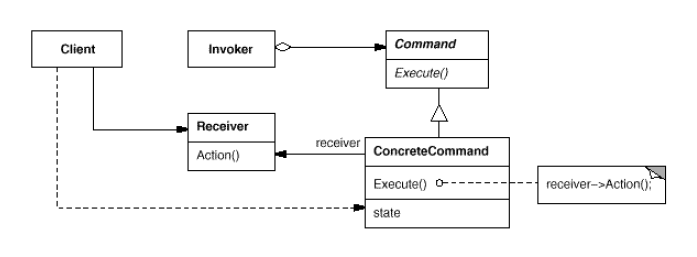 Client
Invoker
Command
Execute()
Receiver
Action()
receiver
ConcreteCommand
Execute()
receiver->Action();
state